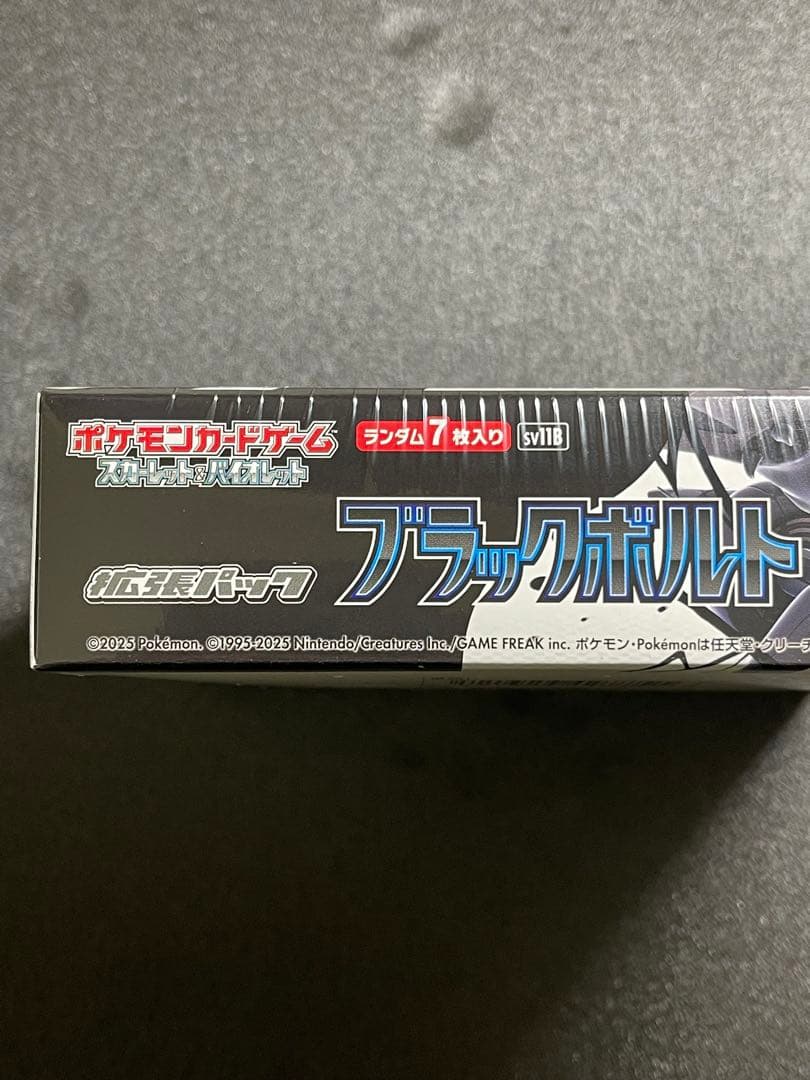 ポケモンカードゲーム™
スカーレット&バイオレット
ランダム7枚入り
sv11B
拡張パック
ブラックボルト
©2025 Pokémon. ©1995-2025 Nintendo/Creatures Inc./GAME FREAK inc. ポケモン・Pokémonは任天堂・クリーチ